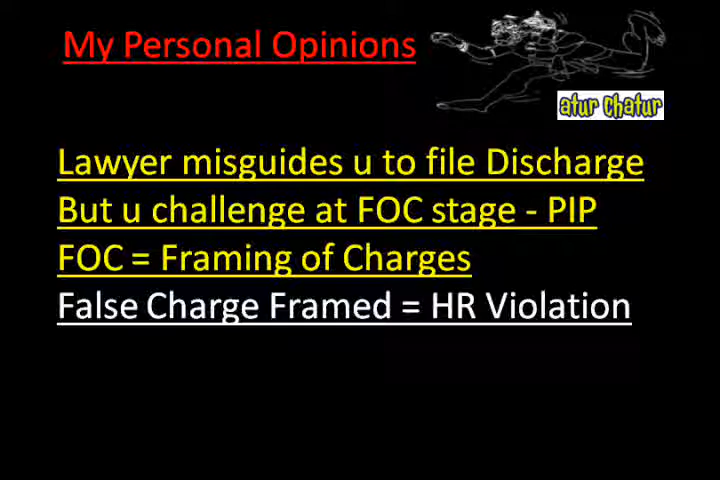 My Personal Opinions
atur chatur
Lawyer misguides u to file Discharge
But u challenge at FOC stage - PIP
FOC = Framing of Charges
False Charge Framed = HR Violation